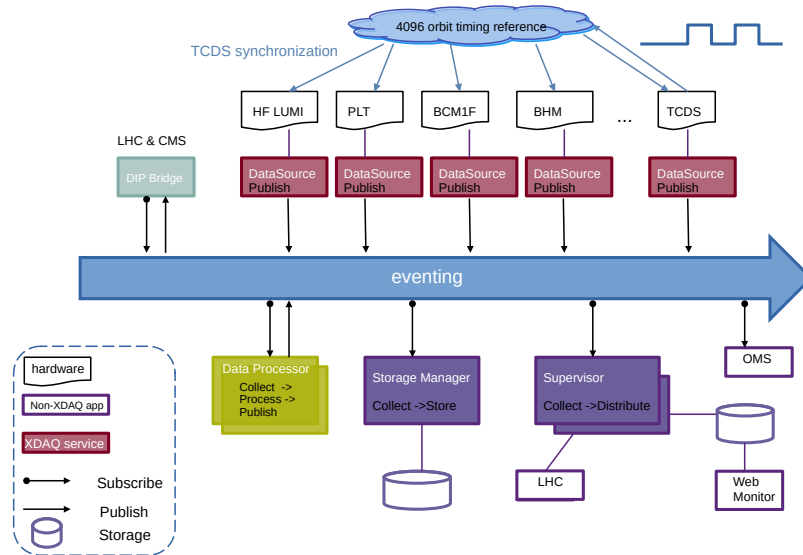 4096 orbit timing reference
TCDS synchronization
HF LUMI
PLT
BCM1F
BHM
...
TCDS
LHC & CMS
DIP Bridge
DataSource
Publish
DataSource
Publish
DataSource
Publish
DataSource
Publish
DataSource
Publish
eventing
Data Processor
Collect ->
Process ->
Publish
Storage Manager
Collect ->Store
Supervisor
Collect ->Distribute
OMS
LHC
Web
Monitor
hardware
Non-XDAQ app
XDAQ service
Subscribe
Publish
Storage